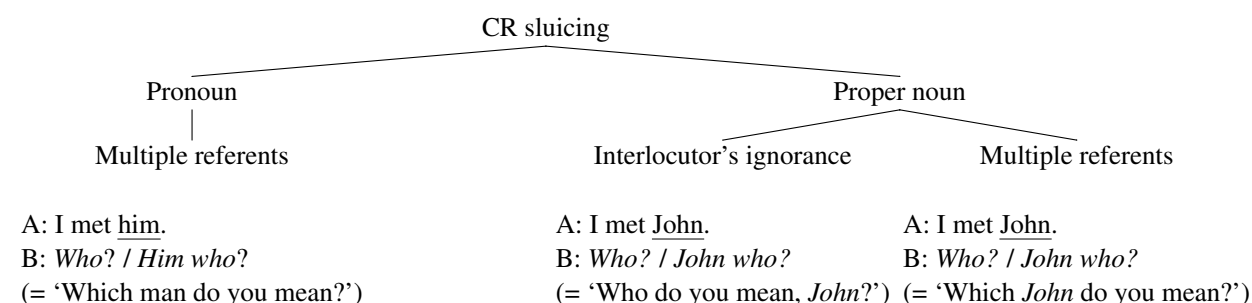 CR sluicing
Pronoun Proper noun
Multiple referents Interlocutor's ignorance Multiple referents
A: I met him. A: I met John. A: I met John.
B: Who? / Him who? B: Who? / John who? B: Who? / John who?
(= ‘Which man do you mean?’) (= ‘Who do you mean, John?’) (= ‘Which John do you mean?’)